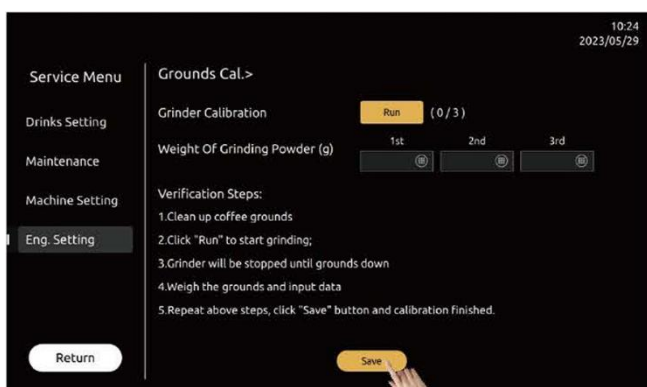 10:24
2023/05/29
Service Menu
Drinks Setting
Maintenance
Machine Setting
Eng. Setting
Return
Grounds Cal.>
Grinder Calibration Run (0/3)
1st 2nd 3rd
Weight Of Grinding Powder (g)
Verification Steps:
1.Clean up coffee grounds
2.Click "Run" to start grinding;
3.Grinder will be stopped until grounds down
4.Weigh the grounds and input data
5.Repeat above steps, click "Save" button and calibration finished.
Save